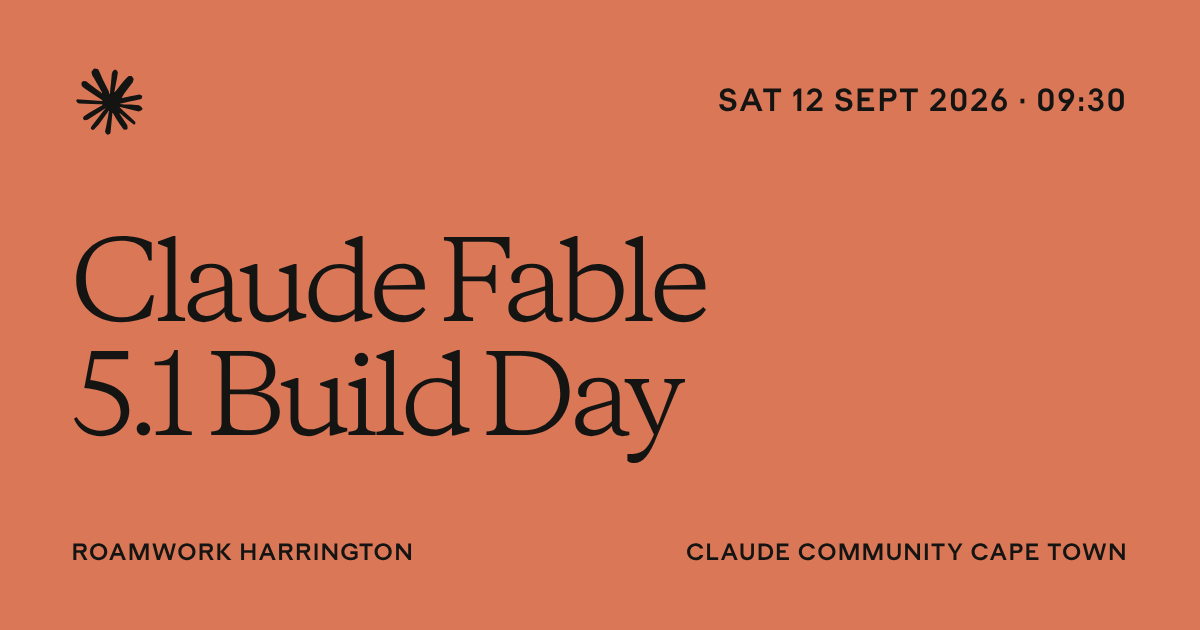 SAT 12 SEPT 2026 · 09:30
Claude Fable
5.1 Build Day
ROAMWORK HARRINGTON
CLAUDE COMMUNITY CAPE TOWN